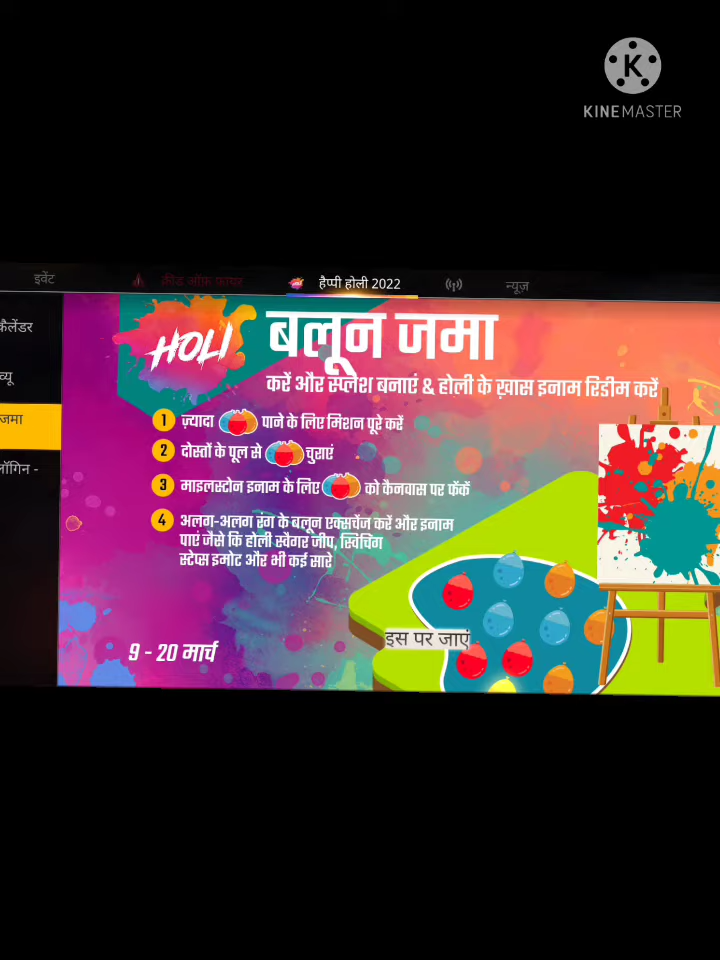 KINEMASTER
इवेंट
क्रीड ऑफ़ फायर
हैप्पी होली 2022
न्यूज़
कैलेंडर
व्यू
जमा
लॉगिन -
HOLI
बलून जमा
करें और स्प्लैश बनाएं & होली के ख़ास इनाम रिडीम करें
1 ज़्यादा पाने के लिए मिशन पूरे करें
2 दोस्तों के पूल से चुराएं
3 माइलस्टोन इनाम के लिए को कैनवास पर फेंकें
4 अलग-अलग रंग के बलून एक्सचेंज करें और इनाम
पाएं जैसे कि होली स्वैगर जीप, स्विचिंग
स्टेप्स इमोट और भी कई सारे
9 - 20 मार्च
इस पर जाएं